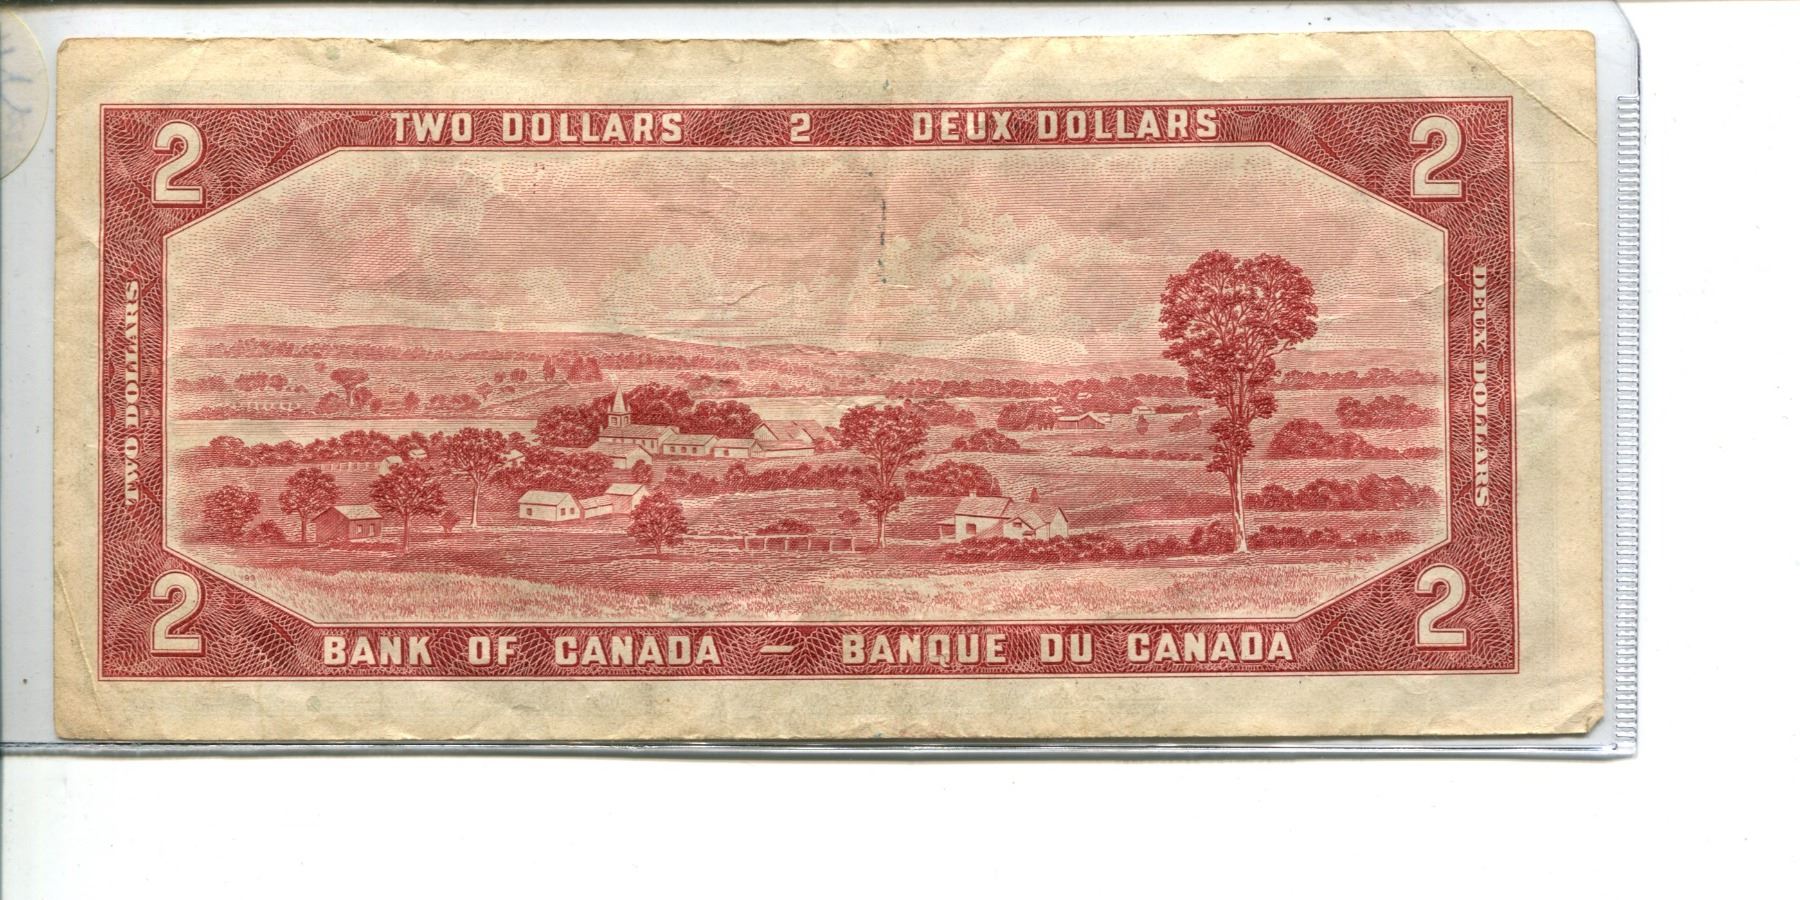 2 TWO DOLLARS 2 DEUX DOLLARS 2
TWO DOLLARS
DEUX DOLLARS
2 BANK OF CANADA – BANQUE DU CANADA 2